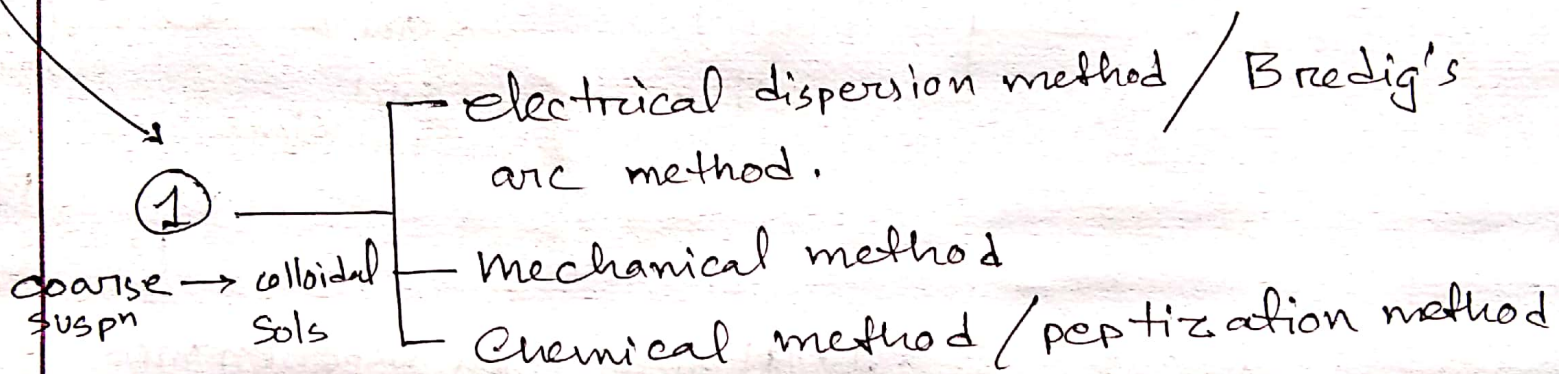 electrical dispersion method / Bredig's
arc method.
①
coarse → colloidal
suspⁿ sols
mechanical method
Chemical method / peptization method